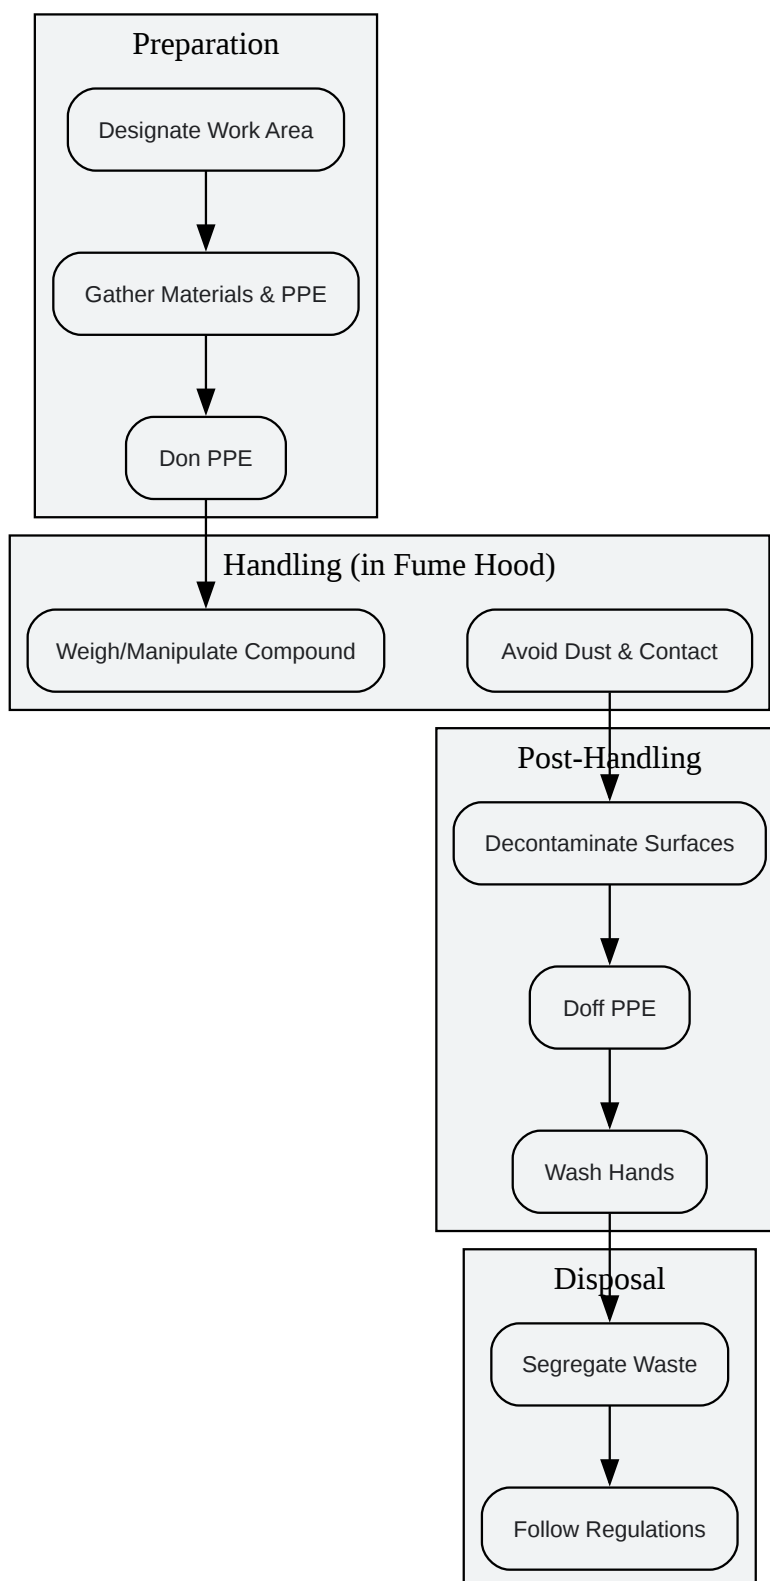 Preparation
Designate Work Area
Gather Materials & PPE
Don PPE
Handling (in Fume Hood)
Weigh/Manipulate Compound
Avoid Dust & Contact
Post-Handling
Decontaminate Surfaces
Doff PPE
Wash Hands
Disposal
Segregate Waste
Follow Regulations